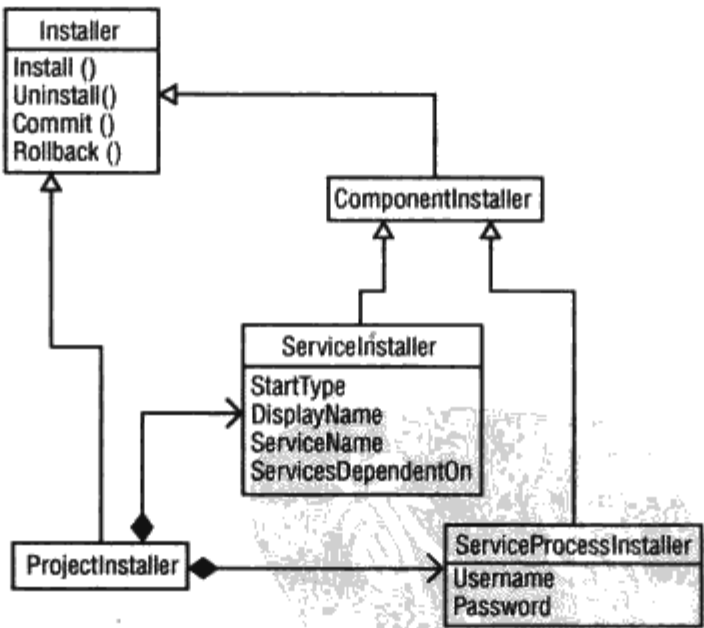 Installer
Install ()
Uninstall()
Commit ()
Rollback ()
ComponentInstaller
ServiceInstaller
StartType
DisplayName
ServiceName
ServicesDependentOn
ProjectInstaller
ServiceProcessInstaller
Username
Password